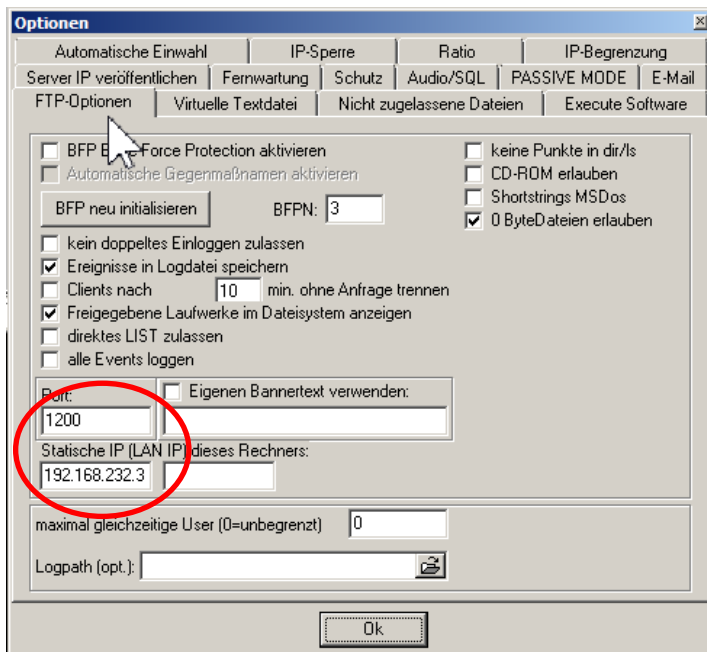 Optionen
Automatische Einwahl IP-Sperre Ratio IP-Begrenzung
Server IP veröffentlichen Fernwartung Schutz Audio/SQL PASSIVE MODE E-Mail
FTP-Optionen Virtuelle Textdatei Nicht zugelassene Dateien Execute Software
BFP Force Protection aktivieren
Automatische Gegenmaßnamen aktivieren
BFP neu initialisieren BFPN: 3
kein doppeltes Einloggen zulassen
Ereignisse in Logdatei speichern
Clients nach 10 min. ohne Anfrage trennen
Freigegebene Laufwerke im Dateisystem anzeigen
direktes LIST zulassen
alle Events loggen
keine Punkte in dir/ls
CD-ROM erlauben
Shortstrings MSDos
0 ByteDateien erlauben
Port: Eigenen Bannertext verwenden:
1200
Statische IP (LAN IP) dieses Rechners:
192.168.232.3
maximal gleichzeitige User (0=unbegrenzt) 0
Logpath (opt.):
Ok